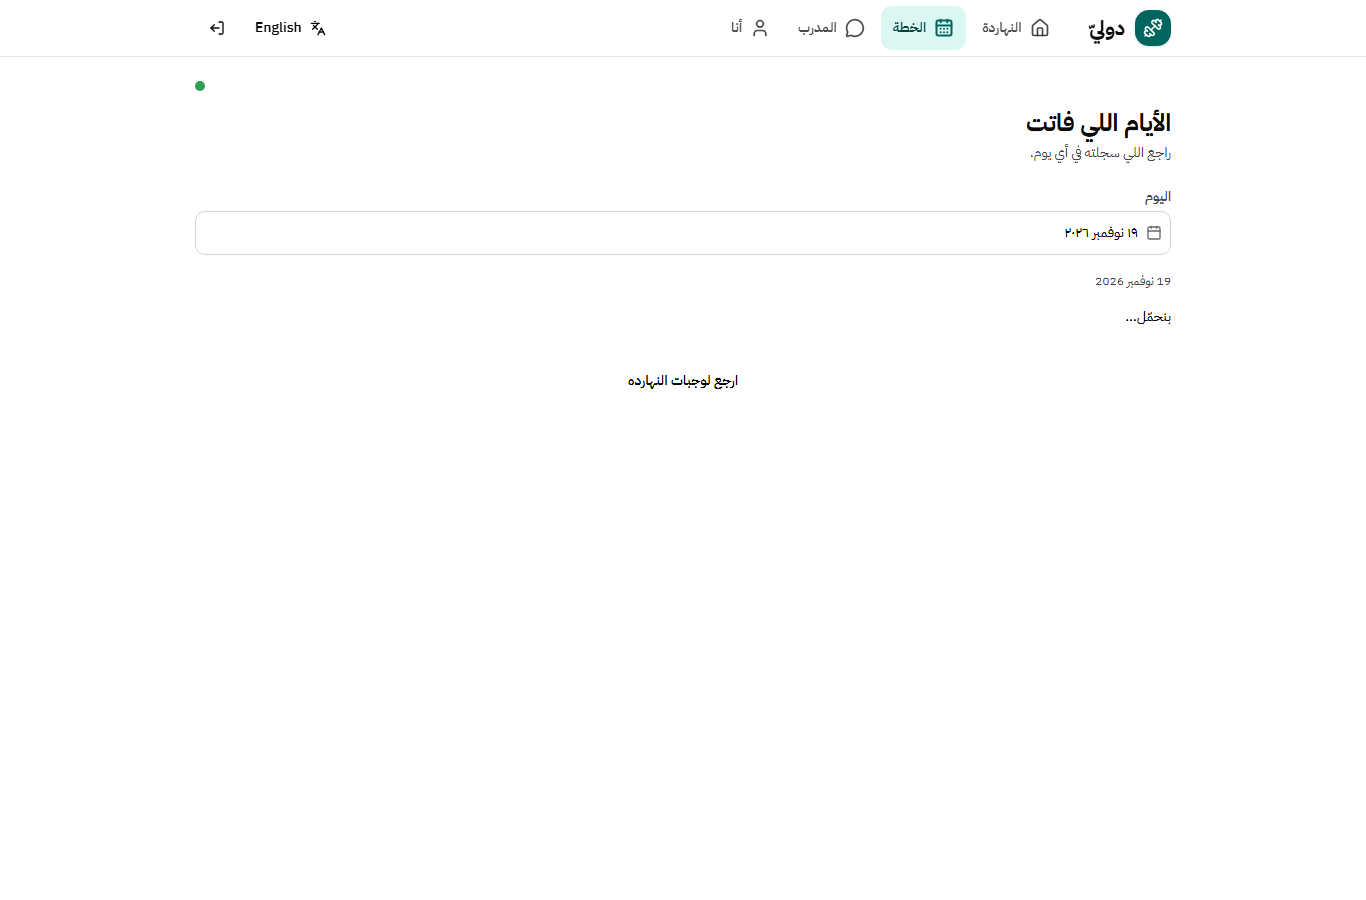 دوليّ
النهاردة
الخطة
المدرب
أنا
English
الأيام اللي فاتت
راجع اللي سجلته في أي يوم.
اليوم
١٩ نوفمبر ٢٠٢٦
19 نوفمبر 2026
بنحمّل...
ارجع لوجبات النهارده